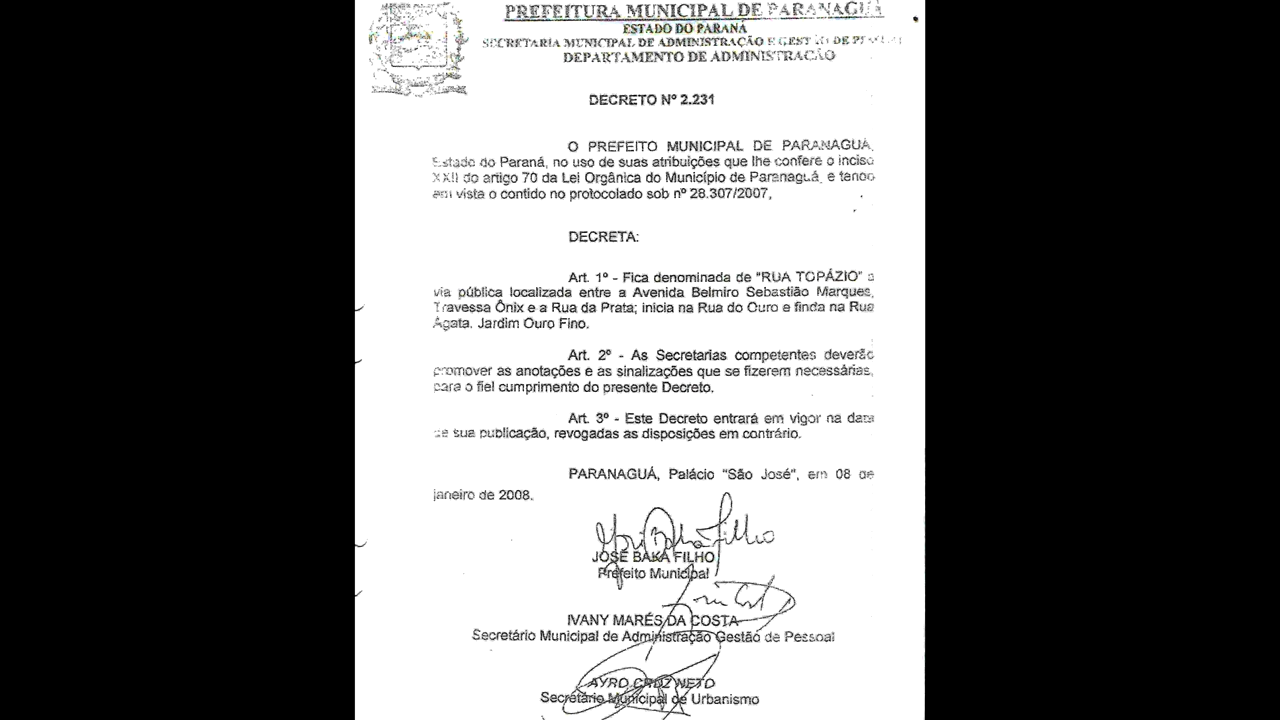 PREFEITURA MUNICIPAL DE PARANAGUÁ
ESTADO DO PARANÁ
SECRETARIA MUNICIPAL DE ADMINISTRAÇÃO E GESTÃO DE PESSOAL
DEPARTAMENTO DE ADMINISTRAÇÃO
DECRETO Nº 2.231
O PREFEITO MUNICIPAL DE PARANAGUÁ,
Estado do Paraná, no uso de suas atribuições que lhe confere o inciso
XXII do artigo 70 da Lei Orgânica do Município de Paranaguá, e tendo
em vista o contido no protocolado sob nº 28.307/2007,
DECRETA:
Art. 1º - Fica denominada de "RUA TOPÁZIO" a
via pública localizada entre a Avenida Belmiro Sebastião Marques,
Travessa Ônix e a Rua da Prata; inicia na Rua do Ouro e finda na Rua
Ágata. Jardim Ouro Fino.
Art. 2º - As Secretarias competentes deverão
promover as anotações e as sinalizações que se fizerem necessárias,
para o fiel cumprimento do presente Decreto.
Art. 3º - Este Decreto entrará em vigor na data
de sua publicação, revogadas as disposições em contrário.
PARANAGUÁ, Palácio "São José", em 08 de
janeiro de 2008.
JOSÉ BAKA FILHO
Prefeito Municipal
IVANY MARÉS DA COSTA
Secretário Municipal de Administração Gestão de Pessoal
AYRO CRUZ NETO
Secretário Municipal de Urbanismo